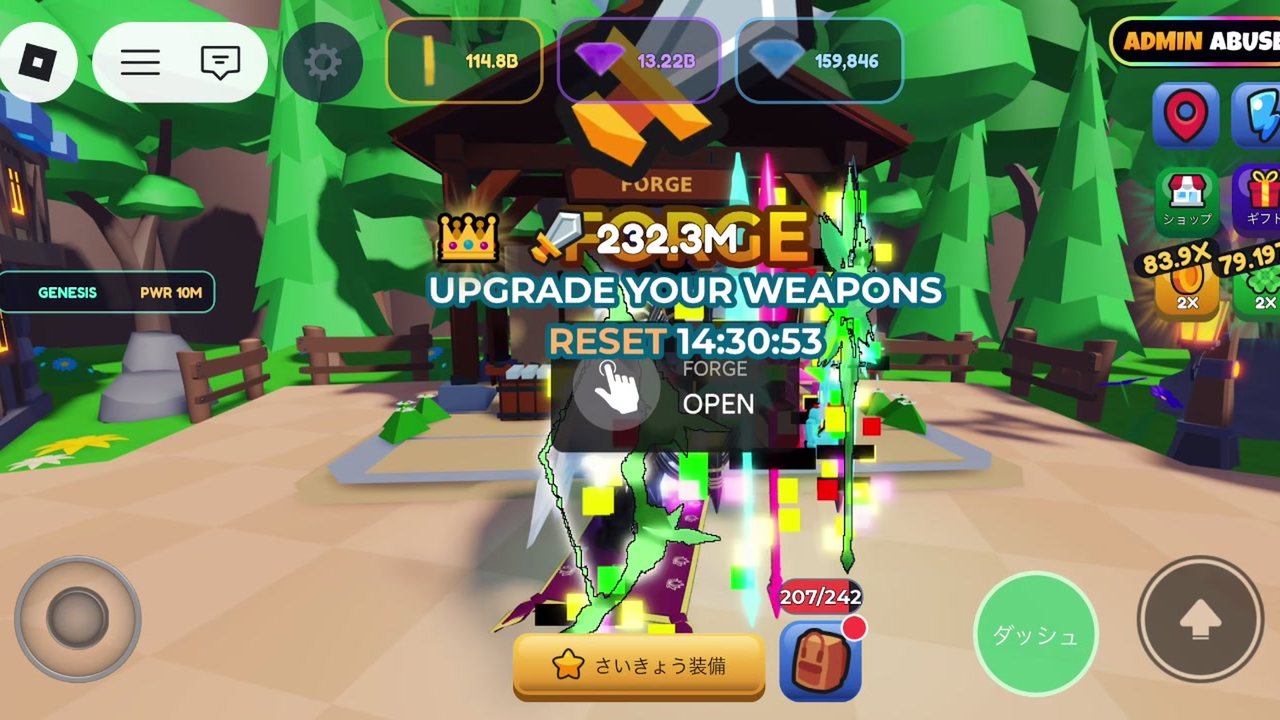 114.8B
13.22B
159,846
ADMIN ABUSE
FORGE
FORGE
232.3M
ショップ
ギフト
83.9X
79.19
2X
2X
GENESIS
PWR 10M
UPGRADE YOUR WEAPONS
RESET 14:30:53
FORGE
OPEN
207/242
ダッシュ
さいきょう装備